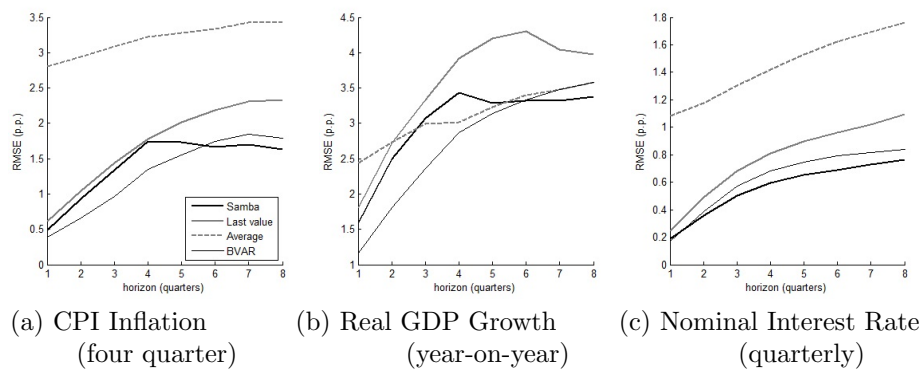 3.5
3
2.5
2
1.5
1
0.5
0
RMSE (p.p.)
1 2 3 4 5 6 7 8
horizon (quarters)
Samba
Last value
Average
BVAR
4.5
4
3.5
3
2.5
2
1.5
1
RMSE (p.p.)
1 2 3 4 5 6 7 8
horizon (quarters)
1.8
1.6
1.4
1.2
1
0.8
0.6
0.4
0.2
0
RMSE (p.p.)
1 2 3 4 5 6 7 8
horizon (quarters)
(a) CPI Inflation
(four quarter)
(b) Real GDP Growth
(year-on-year)
(c) Nominal Interest Rate
(quarterly)